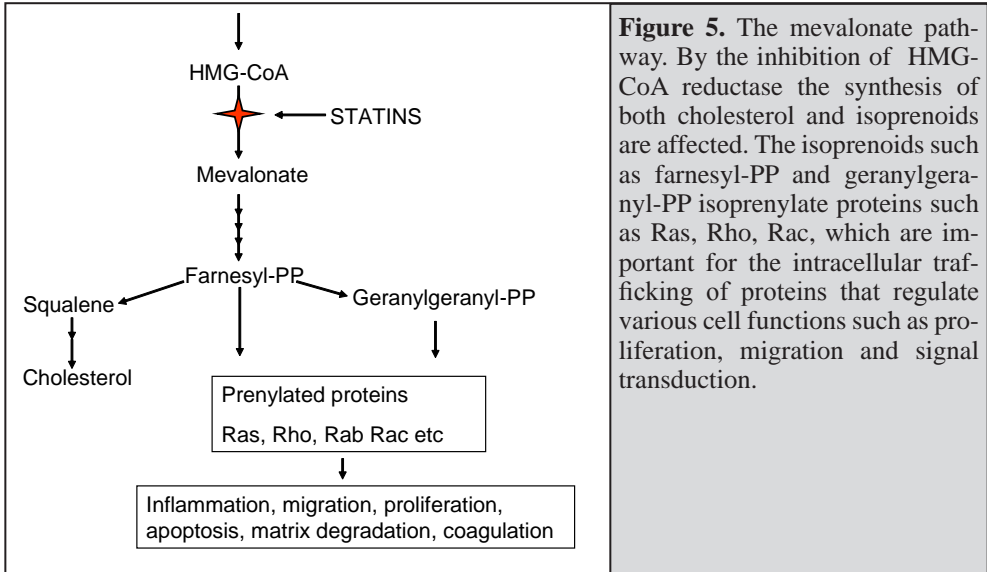 HMG-CoA
STATINS
Mevalonate
Farnesyl-PP
Squalene
Geranylgeranyl-PP
Cholesterol
Prenylated proteins
Ras, Rho, Rab Rac etc
Inflammation, migration, proliferation,
apoptosis, matrix degradation, coagulation
Figure 5. The mevalonate path-
way. By the inhibition of HMG-
CoA reductase the synthesis of
both cholesterol and isoprenoids
are affected. The isoprenoids such
as farnesyl-PP and geranylgera-
nyl-PP isoprenylate proteins such
as Ras, Rho, Rac, which are im-
portant for the intracellular traf-
ficking of proteins that regulate
various cell functions such as pro-
liferation, migration and signal
transduction.